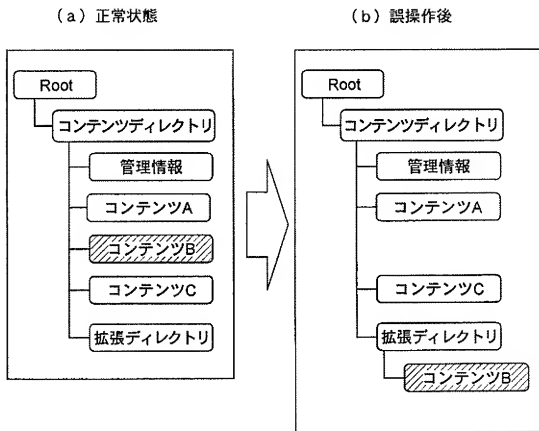 (a) 正常状態
Root
コンテンツディレクトリ
管理情報
コンテンツA
コンテンツB
コンテンツC
拡張ディレクトリ
(b) 誤操作後
Root
コンテンツディレクトリ
管理情報
コンテンツA
コンテンツC
拡張ディレクトリ
コンテンツB